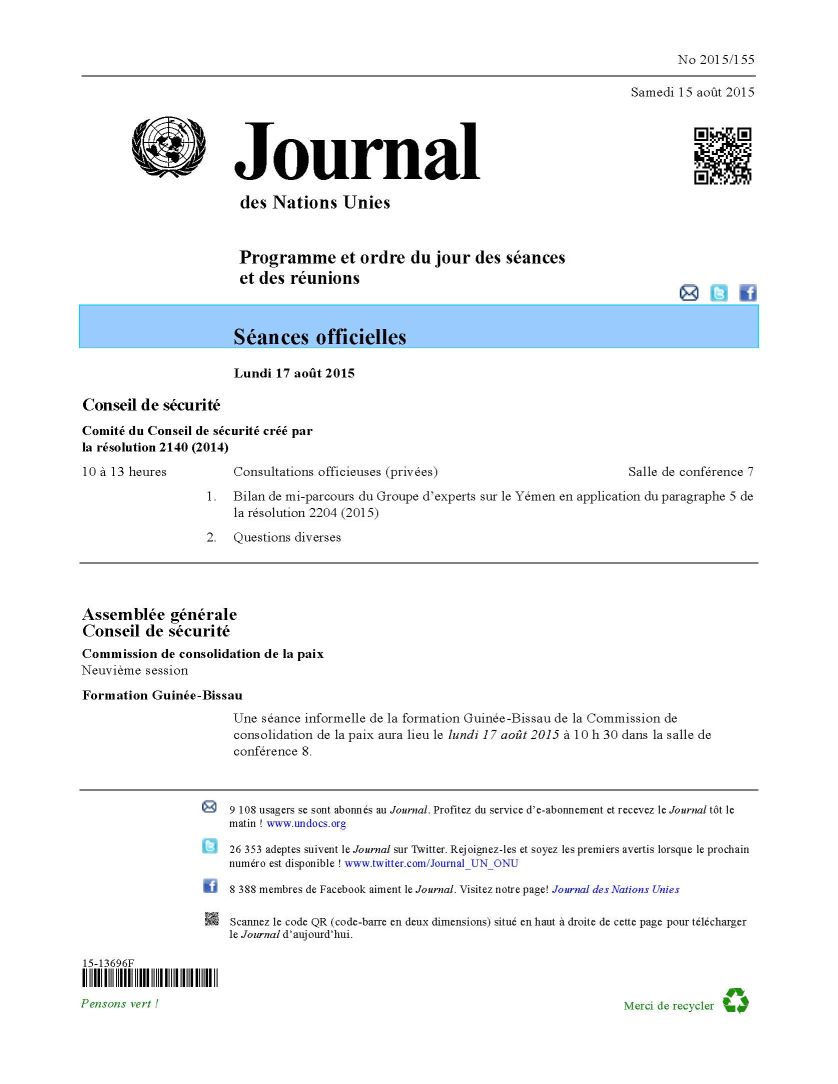 No 2015/155
Samedi 15 août 2015
Journal
des Nations Unies
Programme et ordre du jour des séances
et des réunions
Séances officielles
Lundi 17 août 2015
Conseil de sécurité
Comité du Conseil de sécurité créé par
la résolution 2140 (2014)
10 à 13 heures Consultations officieuses (privées) Salle de conférence 7
1. Bilan de mi-parcours du Groupe d’experts sur le Yémen en application du paragraphe 5 de
la résolution 2204 (2015)
2. Questions diverses
Assemblée générale
Conseil de sécurité
Commission de consolidation de la paix
Neuvième session
Formation Guinée-Bissau
Une séance informelle de la formation Guinée-Bissau de la Commission de
consolidation de la paix aura lieu le lundi 17 août 2015 à 10 h 30 dans la salle de
conférence 8.
9 108 usagers se sont abonnés au Journal. Profitez du service d’e-abonnement et recevez le Journal tôt le
matin ! www.undocs.org
26 353 adeptes suivent le Journal sur Twitter. Rejoignez-les et soyez les premiers avertis lorsque le prochain
numéro est disponible ! www.twitter.com/Journal_UN_ONU
8 388 membres de Facebook aiment le Journal. Visitez notre page! Journal des Nations Unies
Scannez le code QR (code-barre en deux dimensions) situé en haut à droite de cette page pour télécharger
le Journal d’aujourd’hui.
15-13696F
Pensons vert !
Merci de recycler